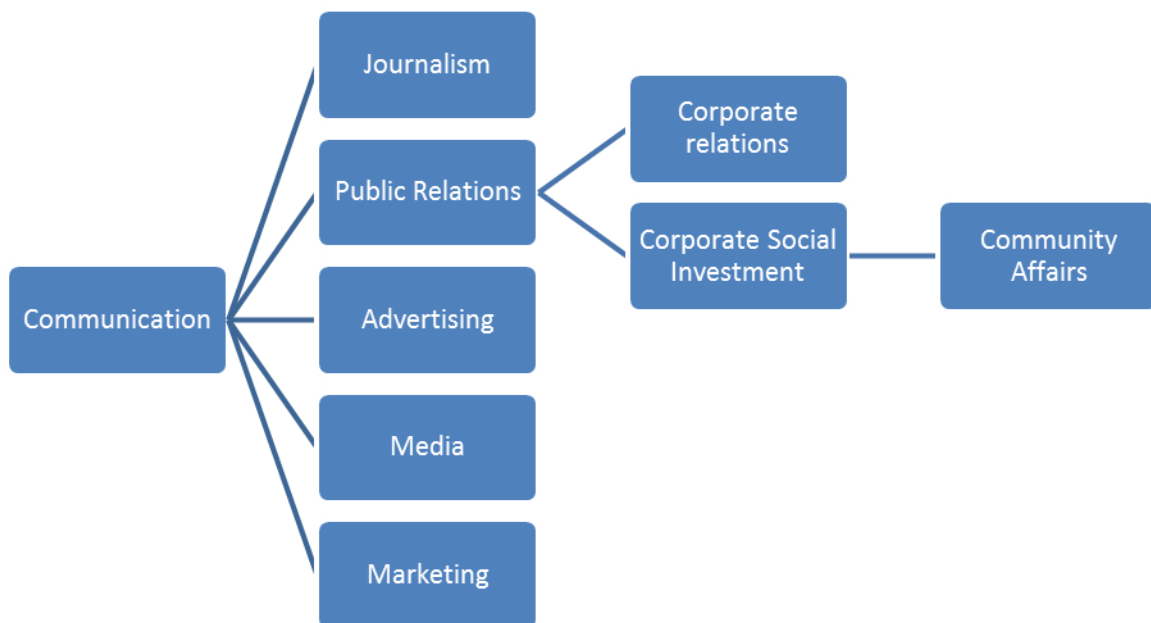 Journalism
Corporate
relations
Public Relations
Corporate Social
Investment
Community
Affairs
Communication
Advertising
Media
Marketing